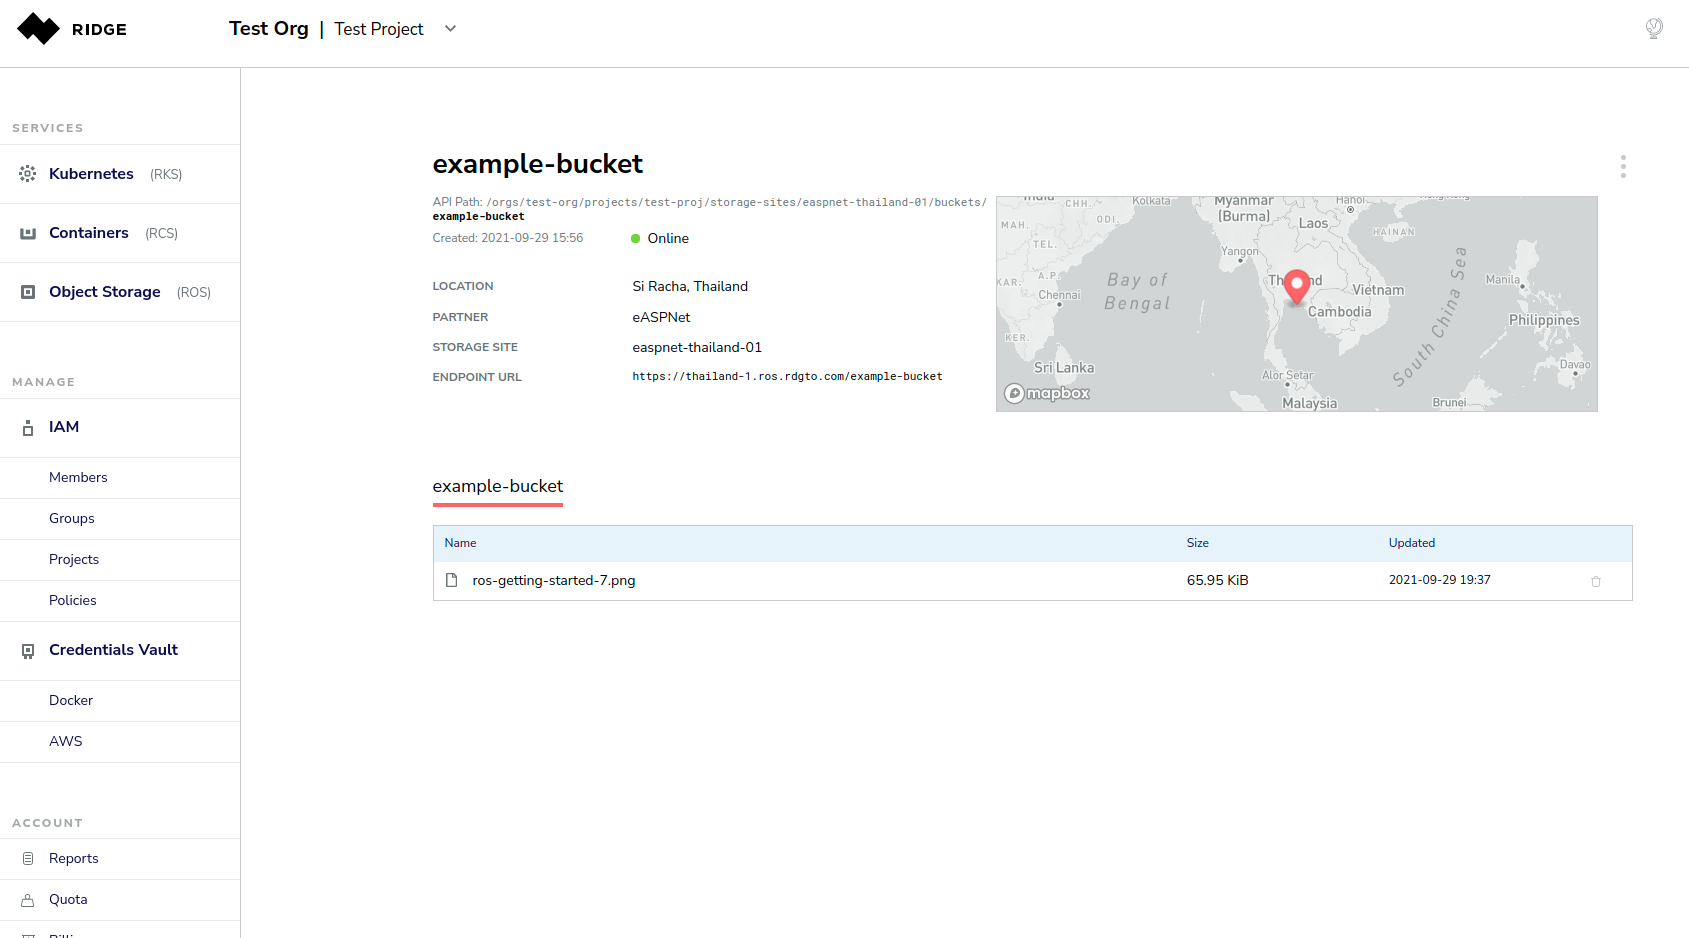 RIDGE
Test Org | Test Project
SERVICES
Kubernetes (RKS)
Containers (RCS)
Object Storage (ROS)
MANAGE
IAM
Members
Groups
Projects
Policies
Credentials Vault
Docker
AWS
ACCOUNT
Reports
Quota
example-bucket
API Path: /orgs/test-org/projects/test-proj/storage-sites/easpnet-thailand-01/buckets/
example-bucket
Created: 2021-09-29 15:56
Online
LOCATION Si Racha, Thailand
PARTNER eASPNet
STORAGE SITE easpnet-thailand-01
ENDPOINT URL https://thailand-1.ros.rdgto.com/example-bucket
India
CHH.
Kolkata
Myanmar
(Burma)
Hanoi
MAH.
ODI.
Laos
HAINAN
TEL.
Yangon
A.P.
KAR.
Chennai
Bay of
Bengal
Vietnam
Cambodia
South China Sea
Manila
Philippines
KER.
Sri Lanka
Alor Setar
Davao
mapbox
Malaysia
Brunei
example-bucket
Name Size Updated
ros-getting-started-7.png 65.95 KiB 2021-09-29 19:37